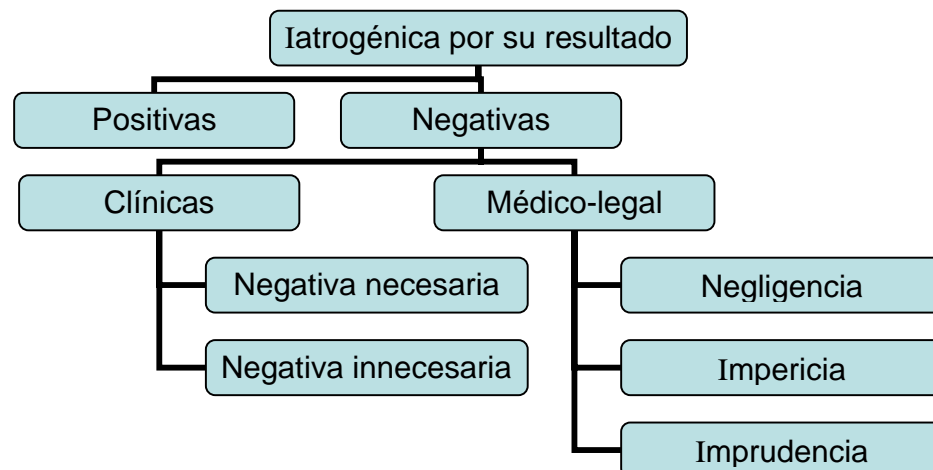 Iatrogénica por su resultado
Positivas
Negativas
Clínicas
Médico-legal
Negativa necesaria
Negligencia
Negativa innecesaria
Impericia
Imprudencia